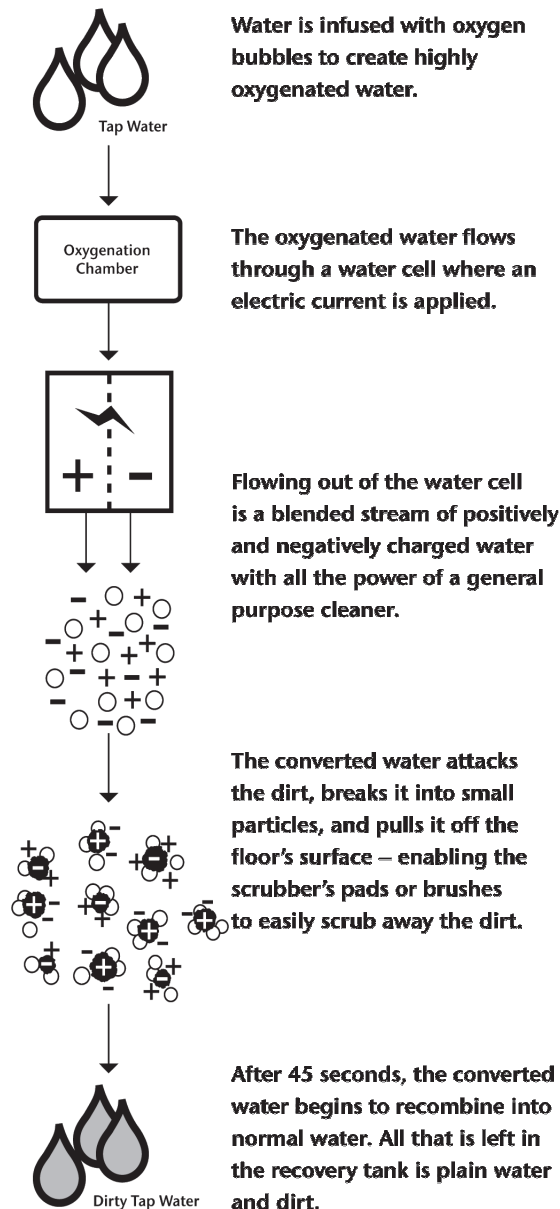 Water is infused with oxygen
bubbles to create highly
oxygenated water.
Tap Water
The oxygenated water flows
through a water cell where an
electric current is applied.
Oxygenation
Chamber
+ -
Flowing out of the water cell
is a blended stream of positively
and negatively charged water
with all the power of a general
purpose cleaner.
The converted water attacks
the dirt, breaks it into small
particles, and pulls it off the
floor's surface – enabling the
scrubber's pads or brushes
to easily scrub away the dirt.
After 45 seconds, the converted
water begins to recombine into
normal water. All that is left in
the recovery tank is plain water
and dirt.
Dirty Tap Water